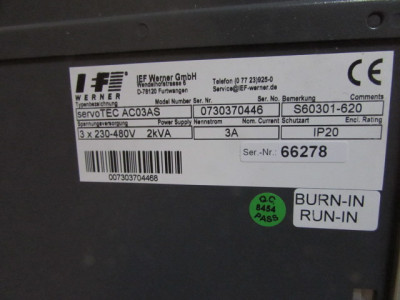 IEF
WERNER
IEF Werner GmbH
Wendelhofstrasse 6
D-78120 Furtwangen
Telefon (0 77 23)925-0
Service@IEF-werner.de
CE
Typenbezeichnung Model Number Ser. Nr. Bemerkung Comments
servoTEC AC03AS 0730370446 S60301-620
Spannungsversorgung Power Supply Nennstrom Nom. Current Schutzart Encl. Rating
3 x 230-480V 2kVA 3A IP20
Ser.-Nr.: 66278
007303704468
QC
8454
PASS
BURN-IN
RUN-IN